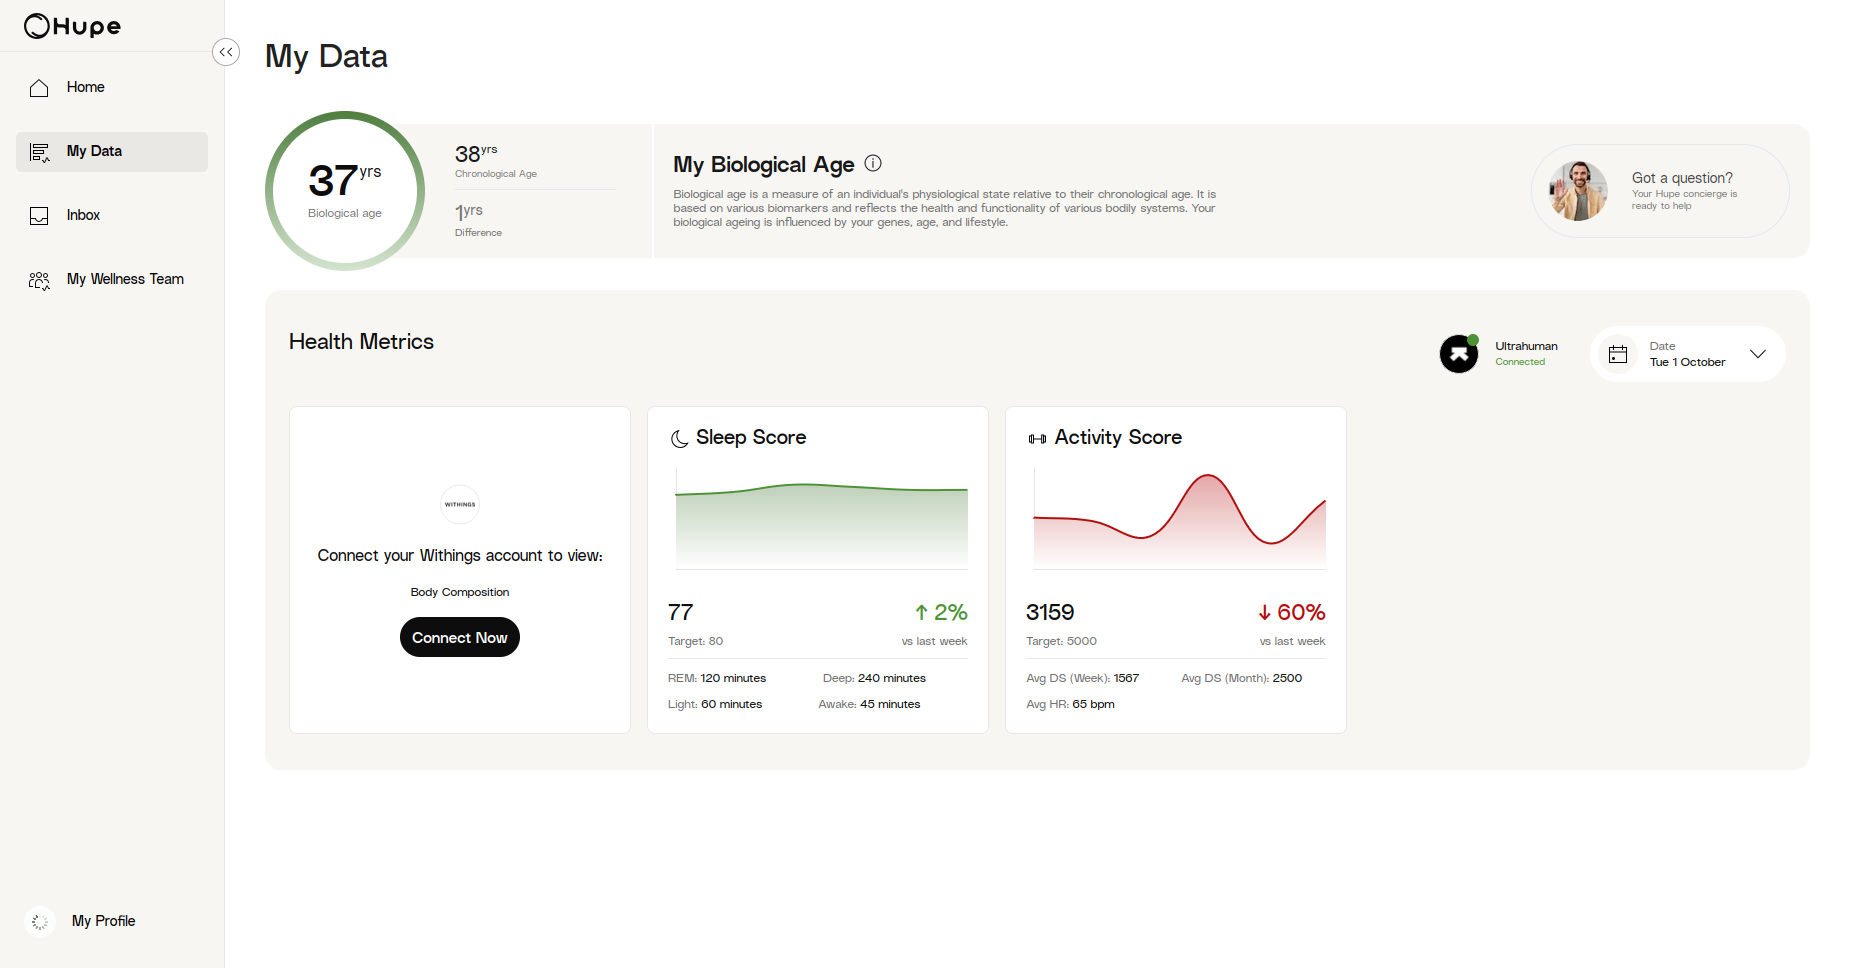 Hupe
Home
My Data
Inbox
My Wellness Team
My Profile
My Data
37yrs
Biological age
38yrs
Chronological Age
1yrs
Difference
My Biological Age
Biological age is a measure of an individual's physiological state relative to their chronological age. It is
based on various biomarkers and reflects the health and functionality of various bodily systems. Your
biological ageing is influenced by your genes, age, and lifestyle.
Got a question?
Your Hupe concierge is
ready to help
Health Metrics
Ultrahuman
Connected
Date
Tue 1 October
WITHINGS
Connect your Withings account to view:
Body Composition
Connect Now
Sleep Score
77
↑ 2%
Target: 80
vs last week
REM: 120 minutes
Deep: 240 minutes
Light: 60 minutes
Awake: 45 minutes
Activity Score
3159
↓ 60%
Target: 5000
vs last week
Avg DS (Week): 1567
Avg DS (Month): 2500
Avg HR: 65 bpm